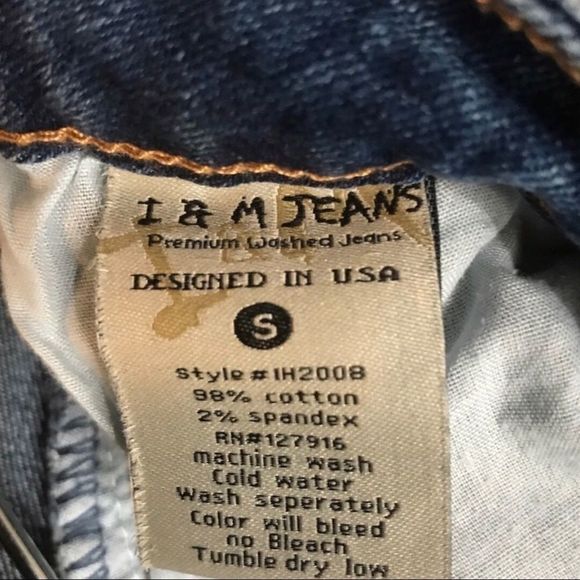 I & M JEANS
Premium Washed Jeans
DESIGNED IN USA
S
Style # IH2008
98% cotton
2% spandex
RN#127916
machine wash
Cold water
Wash seperately
Color will bleed
no Bleach
Tumble dry low